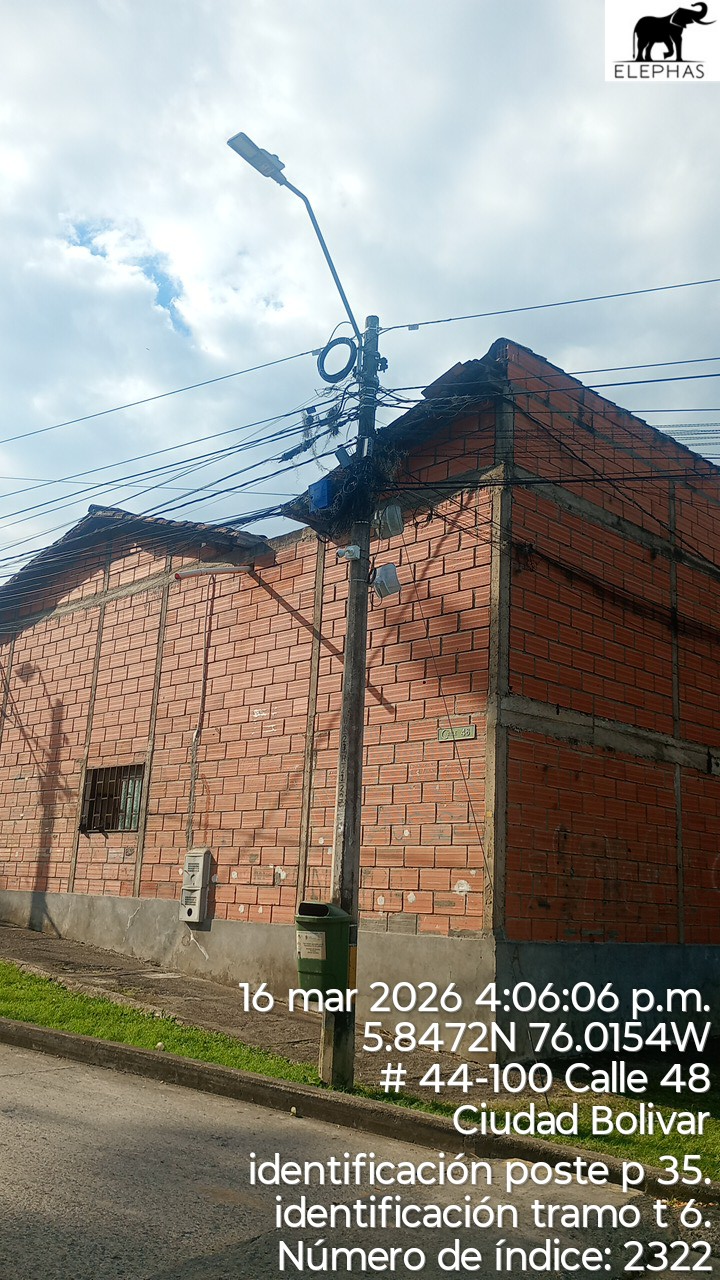 ELEPHAS
16 mar 2026 4:06:06 p.m.
5.8472N 76.0154W
# 44-100 Calle 48
Ciudad Bolivar
identificación poste p 35.
identificación tramo t 6.
Número de índice: 2322